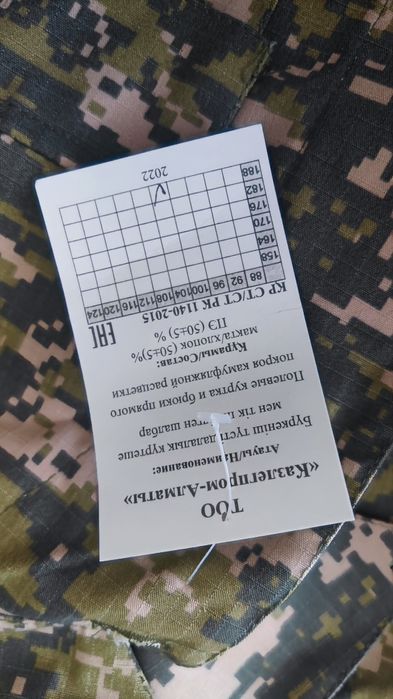 ТОО
«Казлегпром-Алматы»
Атауы/Наименование:
Бүркеніш түсті далалық күртеше
мен тік шалбар
Полевые куртка и брюки прямого
покроя камуфляжной расцветки
Құрамы/Состав:
мақта/хлопок (50±5)%
ПЭ (50±5) %
КР СТ/СТ РК 1140-2015
EAC
88 92 96 100 104 108 112 116 120 124
158
164
170
176
182
188
2022